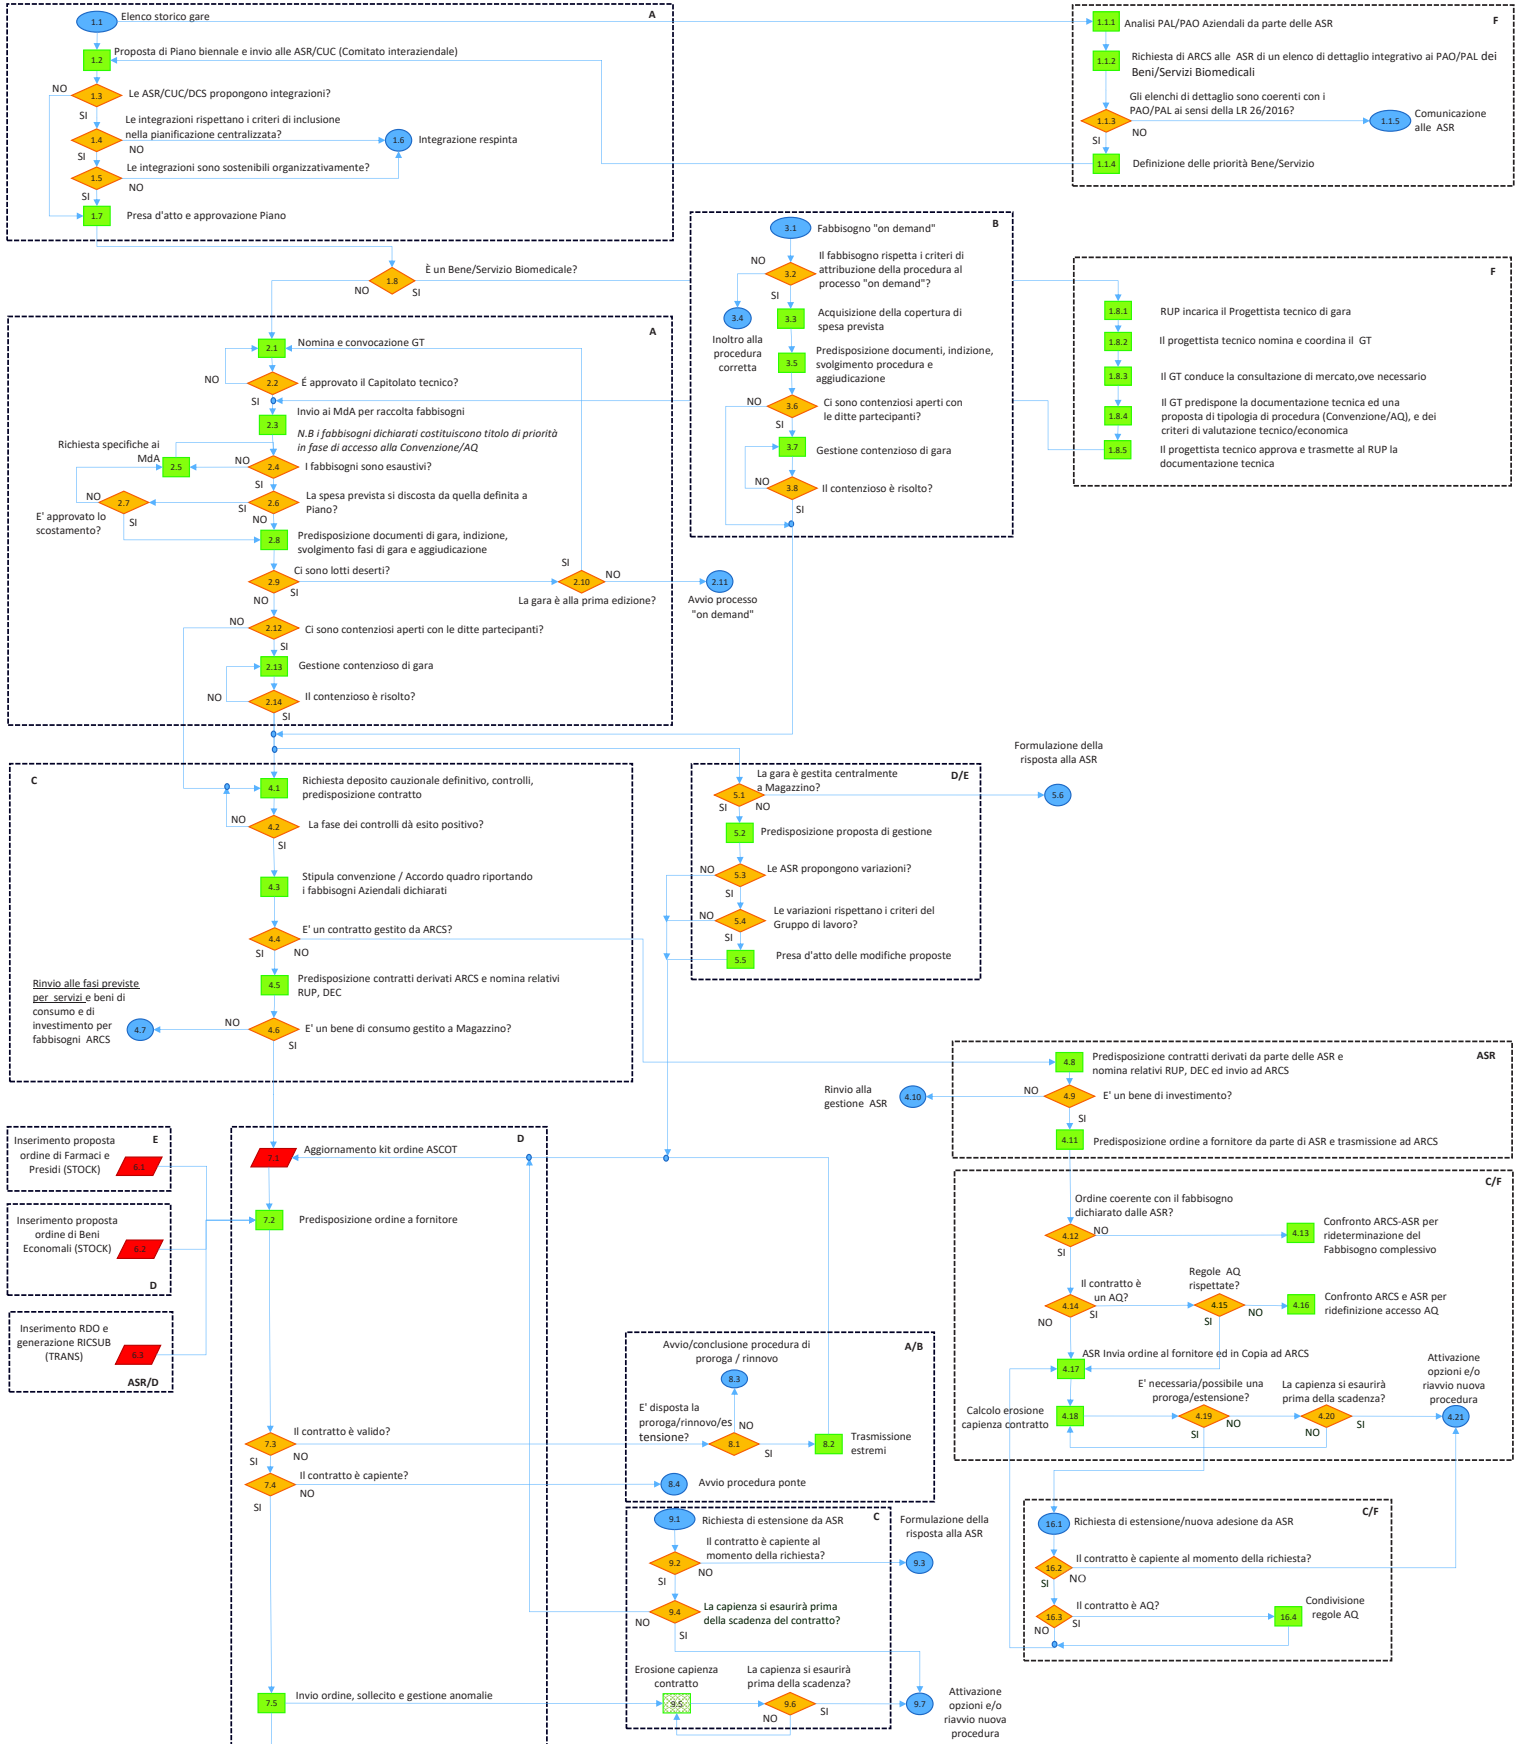 A
1.1
Elenco storico gare
1.2
Proposta di Piano biennale e invio alle ASR/CUC (Comitato interaziendale)
NO
1.3
Le ASR/CUC/DCS propongono integrazioni?
SI
1.4
Le integrazioni rispettano i criteri di inclusione
nella pianificazione centralizzata?
NO
SI
1.6
Integrazione respinta
1.5
Le integrazioni sono sostenibili organizzativamente?
NO
SI
1.7
Presa d'atto e approvazione Piano
F
1.1.1
Analisi PAL/PAO Aziendali da parte delle ASR
1.1.2
Richiesta di ARCS alle ASR di un elenco di dettaglio integrativo ai PAO/PAL dei
Beni/Servizi Biomedicali
Gli elenchi di dettaglio sono coerenti con i
PAO/PAL ai sensi della LR 26/2016?
1.1.3
NO
SI
1.1.5
Comunicazione
alle ASR
1.1.4
Definizione delle priorità Bene/Servizio
1.8
È un Bene/Servizio Biomedicale?
NO
SI
B
3.1
Fabbisogno "on demand"
NO
3.2
Il fabbisogno rispetta i criteri di
attribuzione della procedura al
processo "on demand"?
SI
3.4
Inoltro alla
procedura
corretta
3.3
Acquisizione della copertura di
spesa prevista
3.5
Predisposizione documenti, indizione,
svolgimento procedura e
aggiudicazione
NO
3.6
Ci sono contenziosi aperti con
le ditte partecipanti?
SI
3.7
Gestione contenzioso di gara
NO
3.8
Il contenzioso è risolto?
SI
F
1.8.1
RUP incarica il Progettista tecnico di gara
1.8.2
Il progettista tecnico nomina e coordina il GT
1.8.3
Il GT conduce la consultazione di mercato,ove necessario
1.8.4
Il GT predispone la documentazione tecnica ed una
proposta di tipologia di procedura (Convenzione/AQ), e dei
criteri di valutazione tecnico/economica
1.8.5
Il progettista tecnico approva e trasmette al RUP la
documentazione tecnica
A
2.1
Nomina e convocazione GT
NO
2.2
É approvato il Capitolato tecnico?
SI
2.3
Invio ai MdA per raccolta fabbisogni
N.B i fabbisogni dichiarati costituiscono titolo di priorità
in fase di accesso alla Convenzione/AQ
Richiesta specifiche ai
MdA
2.5
NO
2.4
I fabbisogni sono esaustivi?
SI
NO
2.7
SI
E' approvato lo
scostamento?
SI
2.6
La spesa prevista si discosta da quella definita a
Piano?
NO
2.8
Predisposizione documenti di gara, indizione,
svolgimento fasi di gara e aggiudicazione
2.9
Ci sono lotti deserti?
SI
NO
SI
2.10
NO
La gara è alla prima edizione?
2.11
Avvio processo
"on demand"
NO
2.12
Ci sono contenziosi aperti con le ditte partecipanti?
SI
2.13
Gestione contenzioso di gara
NO
2.14
Il contenzioso è risolto?
SI
C
4.1
Richiesta deposito cauzionale definitivo, controlli,
predisposizione contratto
NO
4.2
La fase dei controlli dà esito positivo?
SI
4.3
Stipula convenzione / Accordo quadro riportando
i fabbisogni Aziendali dichiarati
4.4
E' un contratto gestito da ARCS?
SI
NO
4.5
Predisposizione contratti derivati ARCS e nomina relativi
RUP, DEC
Rinvio alle fasi previste
per servizi e beni di
consumo e di
investimento per
fabbisogni ARCS
4.7
NO
4.6
E' un bene di consumo gestito a Magazzino?
SI
D/E
5.1
La gara è gestita centralmente
a Magazzino?
SI
NO
Formulazione della
risposta alla ASR
5.6
5.2
Predisposizione proposta di gestione
NO
5.3
Le ASR propongono variazioni?
SI
NO
5.4
Le variazioni rispettano i criteri del
Gruppo di lavoro?
SI
5.5
Presa d'atto delle modifiche proposte
ASR
4.8
Predisposizione contratti derivati da parte delle ASR e
nomina relativi RUP, DEC ed invio ad ARCS
Rinvio alla
gestione ASR
4.10
NO
4.9
E' un bene di investimento?
SI
4.11
Predisposizione ordine a fornitore da parte di ASR e trasmissione ad ARCS
E
Inserimento proposta
ordine di Farmaci e
Presidi (STOCK)
6.1
Inserimento proposta
ordine di Beni
Economali (STOCK)
6.2
D
Inserimento RDO e
generazione RICSUB
(TRANS)
6.3
ASR/D
D
7.1
Aggiornamento kit ordine ASCOT
7.2
Predisposizione ordine a fornitore
7.3
Il contratto è valido?
SI
NO
7.4
Il contratto è capiente?
NO
SI
7.5
Invio ordine, sollecito e gestione anomalie
A/B
Avvio/conclusione procedura di
proroga / rinnovo
8.3
E' disposta la
proroga/rinnovo/es
tensione?
NO
8.1
SI
8.2
Trasmissione
estremi
8.4
Avvio procedura ponte
C
9.1
Richiesta di estensione da ASR
9.2
Il contratto è capiente al
momento della richiesta?
NO
SI
Formulazione della
risposta alla ASR
9.3
9.4
La capienza si esaurirà prima
della scadenza del contratto?
NO
SI
Erosione capienza
contratto
9.5
La capienza si esaurirà
prima della scadenza?
9.6
NO
SI
9.7
Attivazione
opzioni e/o
riavvio nuova
procedura
C/F
Ordine coerente con il fabbisogno
dichiarato dalle ASR?
4.12
NO
SI
4.13
Confronto ARCS-ASR per
rideterminazione del
Fabbisogno complessivo
Il contratto è
un AQ?
4.14
SI
NO
Regole AQ
rispettate?
4.15
NO
SI
4.16
Confronto ARCS e ASR per
ridefinizione accesso AQ
4.17
ASR Invia ordine al fornitore ed in Copia ad ARCS
Calcolo erosione
capienza contratto
4.18
E' necessaria/possibile una
proroga/estensione?
4.19
NO
SI
La capienza si esaurirà
prima della scadenza?
4.20
SI
NO
Attivazione
opzioni e/o
riavvio nuova
procedura
4.21
C/F
16.1
Richiesta di estensione/nuova adesione da ASR
16.2
Il contratto è capiente al momento della richiesta?
SI
NO
16.3
Il contratto è AQ?
NO
SI
16.4
Condivisione
regole AQ